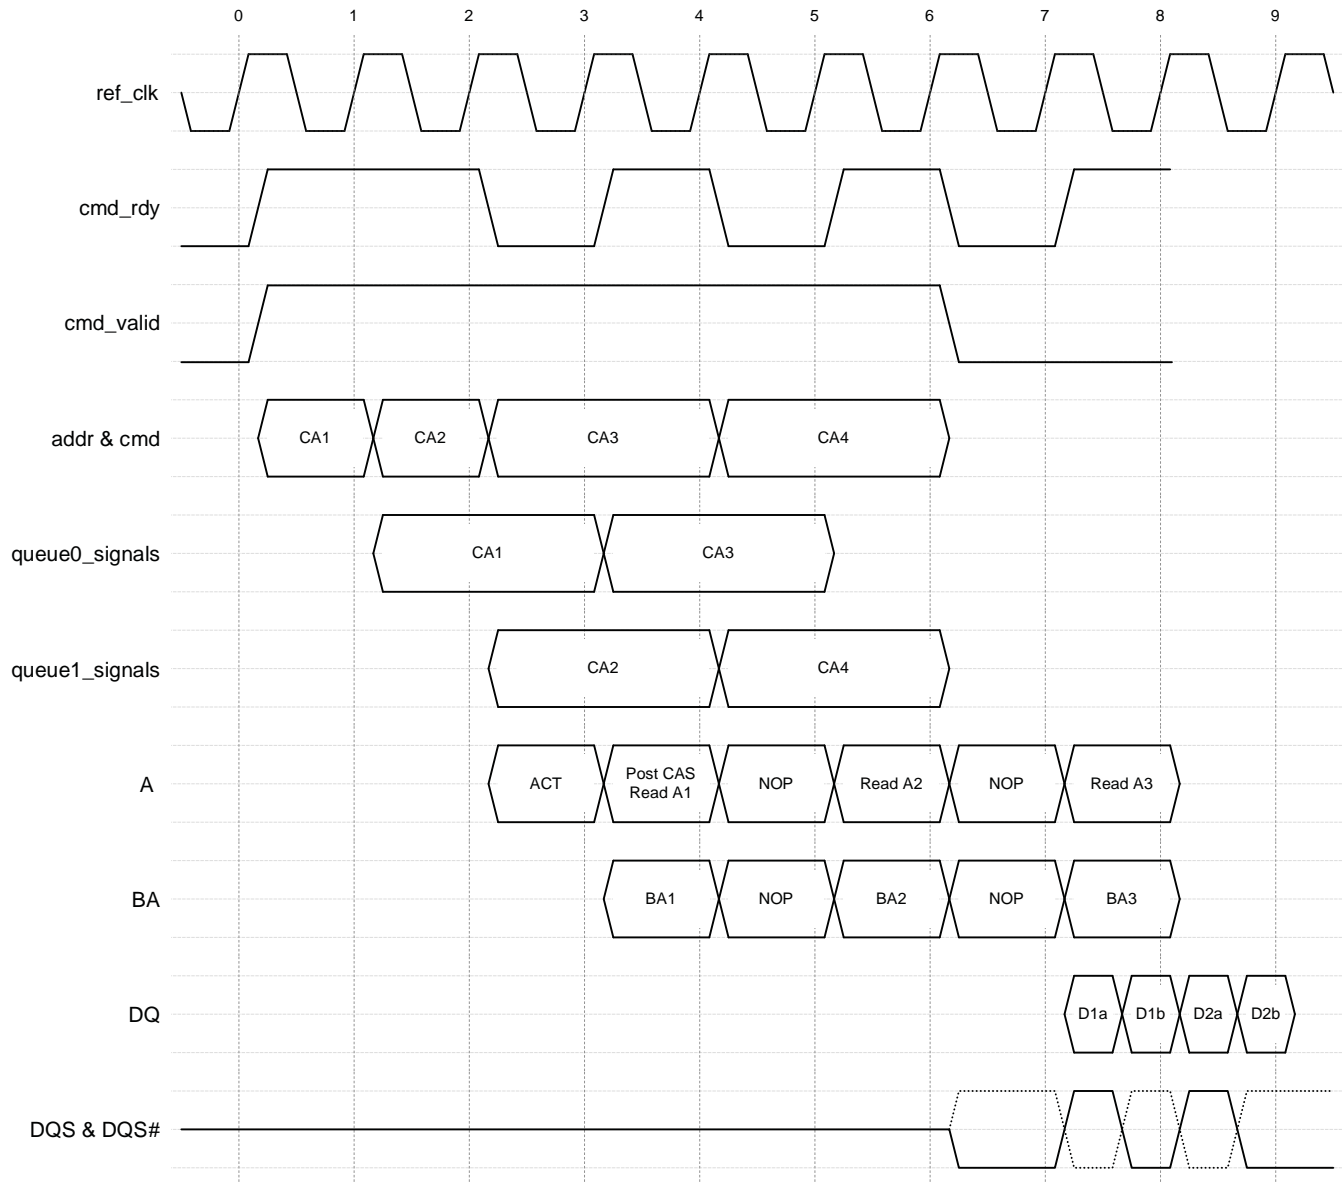 0 1 2 3 4 5 6 7 8 9
ref_clk
cmd_rdy
cmd_valid
addr & cmd CA1 CA2 CA3 CA4
queue0_signals CA1 CA3
queue1_signals CA2 CA4
A ACT Post CAS Read A1 NOP Read A2 NOP Read A3
BA BA1 NOP BA2 NOP BA3
DQ D1a D1b D2a D2b
DQS & DQS#